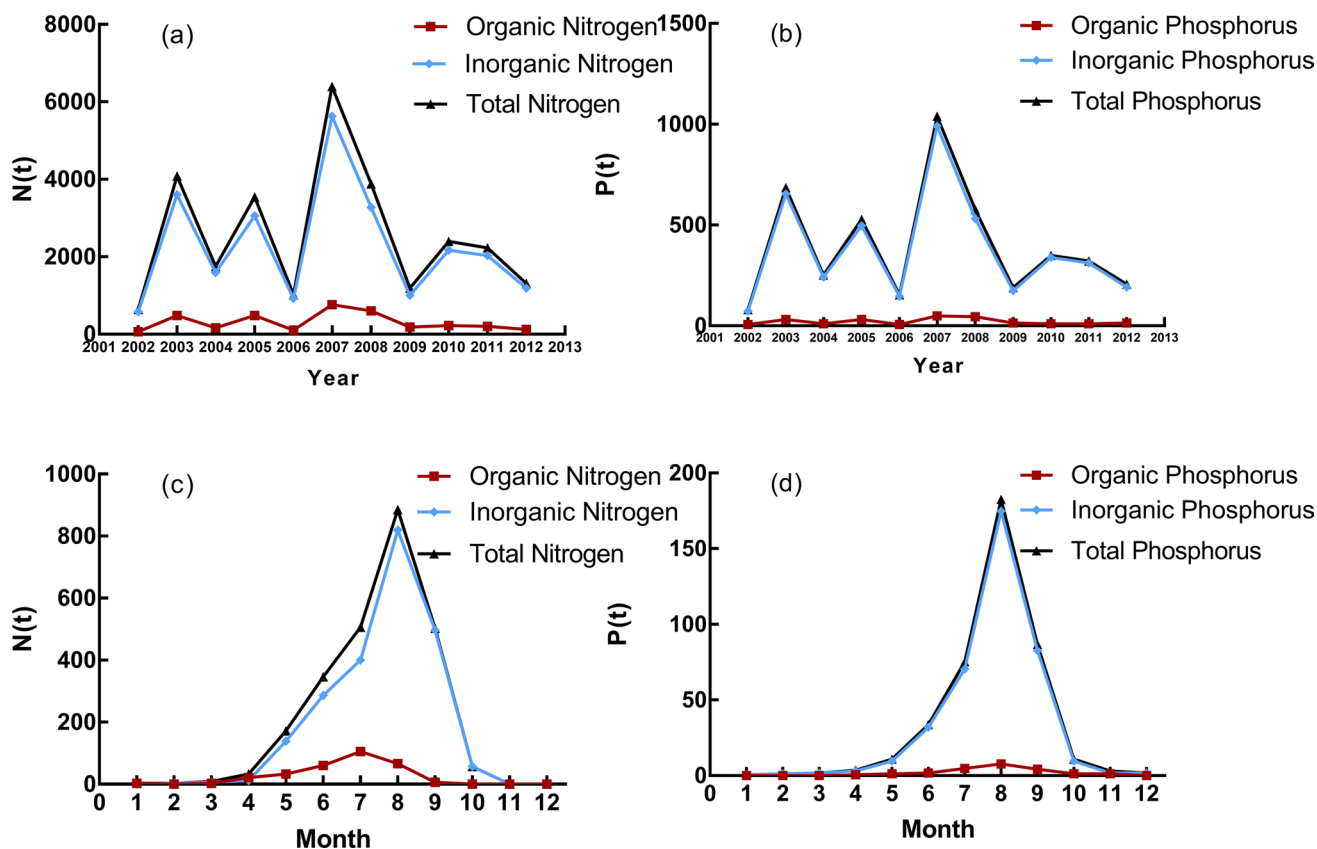 (a)
Organic Nitrogen
Inorganic Nitrogen
Total Nitrogen
N(t)
8000
6000
4000
2000
0
2001 2002 2003 2004 2005 2006 2007 2008 2009 2010 2011 2012 2013
Year
(b)
Organic Phosphorus
Inorganic Phosphorus
Total Phosphorus
P(t)
1500
1000
500
0
2001 2002 2003 2004 2005 2006 2007 2008 2009 2010 2011 2012 2013
Year
(c)
Organic Nitrogen
Inorganic Nitrogen
Total Nitrogen
N(t)
1000
800
600
400
200
0
0 1 2 3 4 5 6 7 8 9 10 11 12
Month
(d)
Organic Phosphorus
Inorganic Phosphorus
Total Phosphorus
P(t)
200
150
100
50
0
0 1 2 3 4 5 6 7 8 9 10 11 12
Month